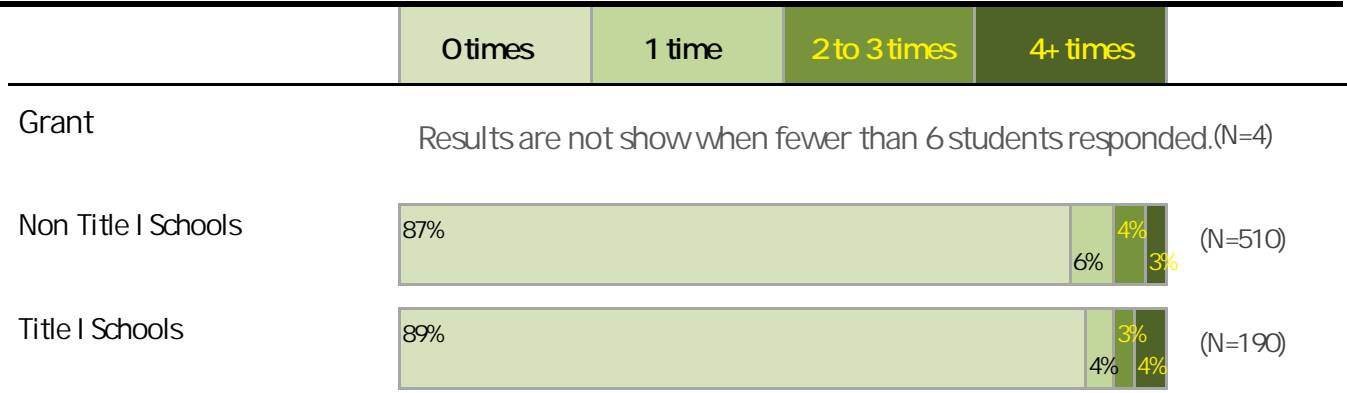 0 times 1 time 2 to 3 times 4+ times
Grant Results are not show when fewer than 6 students responded. (N=4)
Non Title I Schools 87% 6% 4% 3% (N=510)
Title I Schools 89% 4% 3% 4% (N=190)